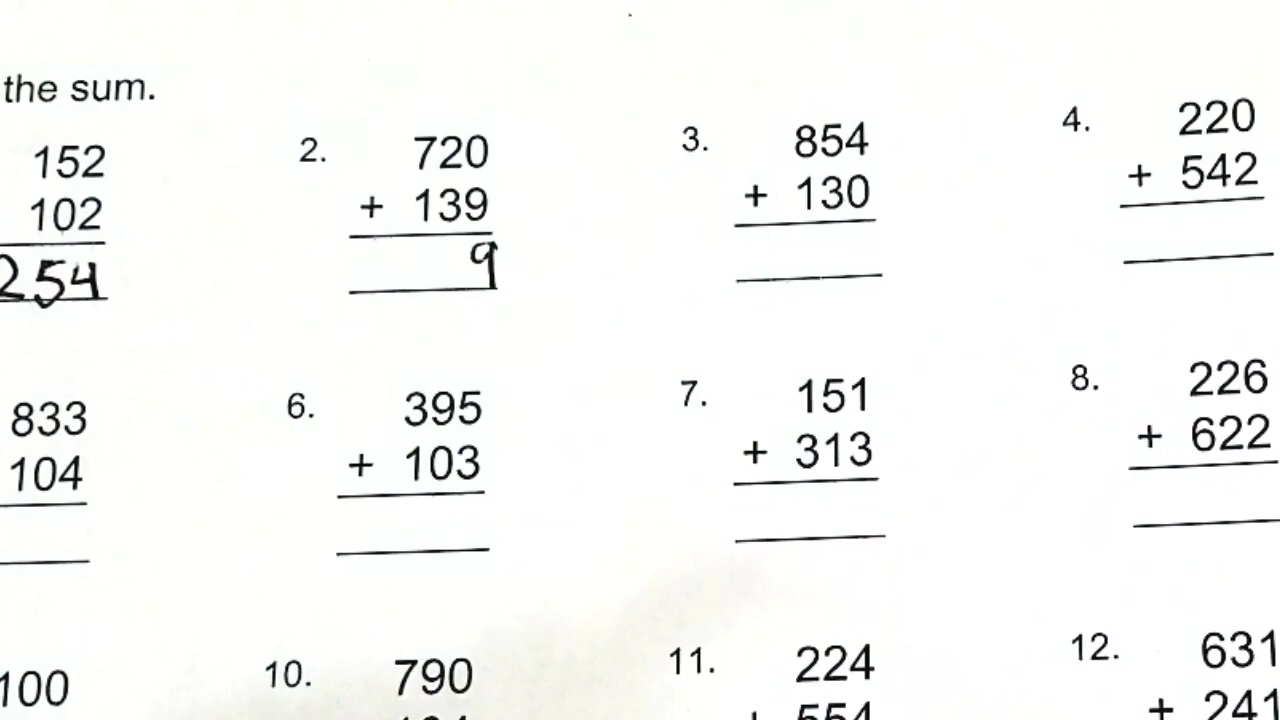 the sum.
152 2. 720 3. 854 4. 220
102 + 139 + 130 + 542
254 9
833 6. 395 7. 151 8. 226
104 + 103 + 313 + 622
100 10. 790 11. 224 12. 631
+ 241